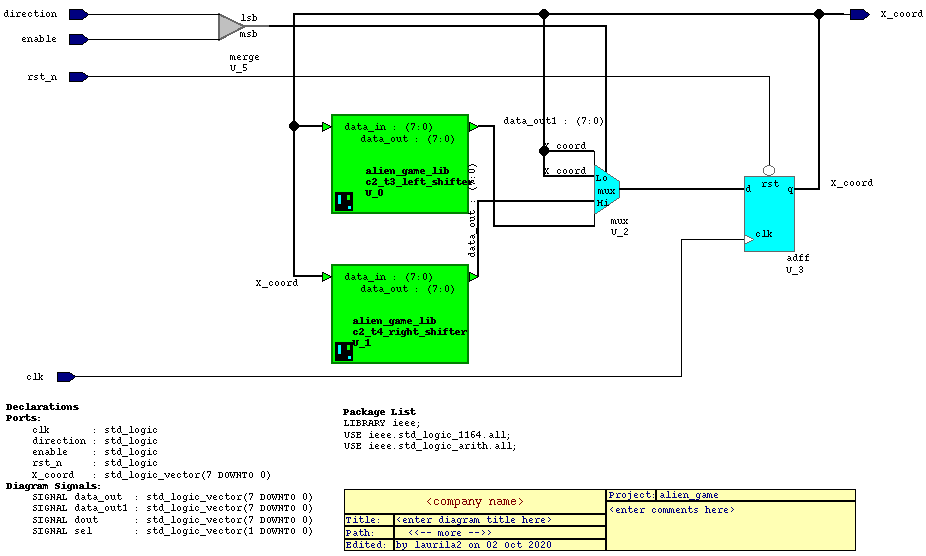 direction
enable
rst_n
lsb
msb
merge
U_5
X_coord
data_in : (7:0)
data_out : (7:0)
alien_game_lib
c2_t3_left_shifter
U_0
data_out1 : (7:0)
X_coord
X_coord
Lo
mux
Hi
mux
U_2
data_out : (7:0)
rst
d
q
clk
adff
U_3
X_coord
X_coord
data_in : (7:0)
data_out : (7:0)
alien_game_lib
c2_t4_right_shifter
U_1
clk
Declarations
Ports:
clk : std_logic
direction : std_logic
enable : std_logic
rst_n : std_logic
X_coord : std_logic_vector(7 DOWNTO 0)
Diagram Signals:
SIGNAL data_out : std_logic_vector(7 DOWNTO 0)
SIGNAL data_out1 : std_logic_vector(7 DOWNTO 0)
SIGNAL dout : std_logic_vector(7 DOWNTO 0)
SIGNAL sel : std_logic_vector(1 DOWNTO 0)
Package List
LIBRARY ieee;
USE ieee.std_logic_1164.all;
USE ieee.std_logic_arith.all;
<company name>
Title: <enter diagram title here>
Path: <<-- more -->>
Edited: by laurila2 on 02 Oct 2020
Project: alien_game
<enter comments here>